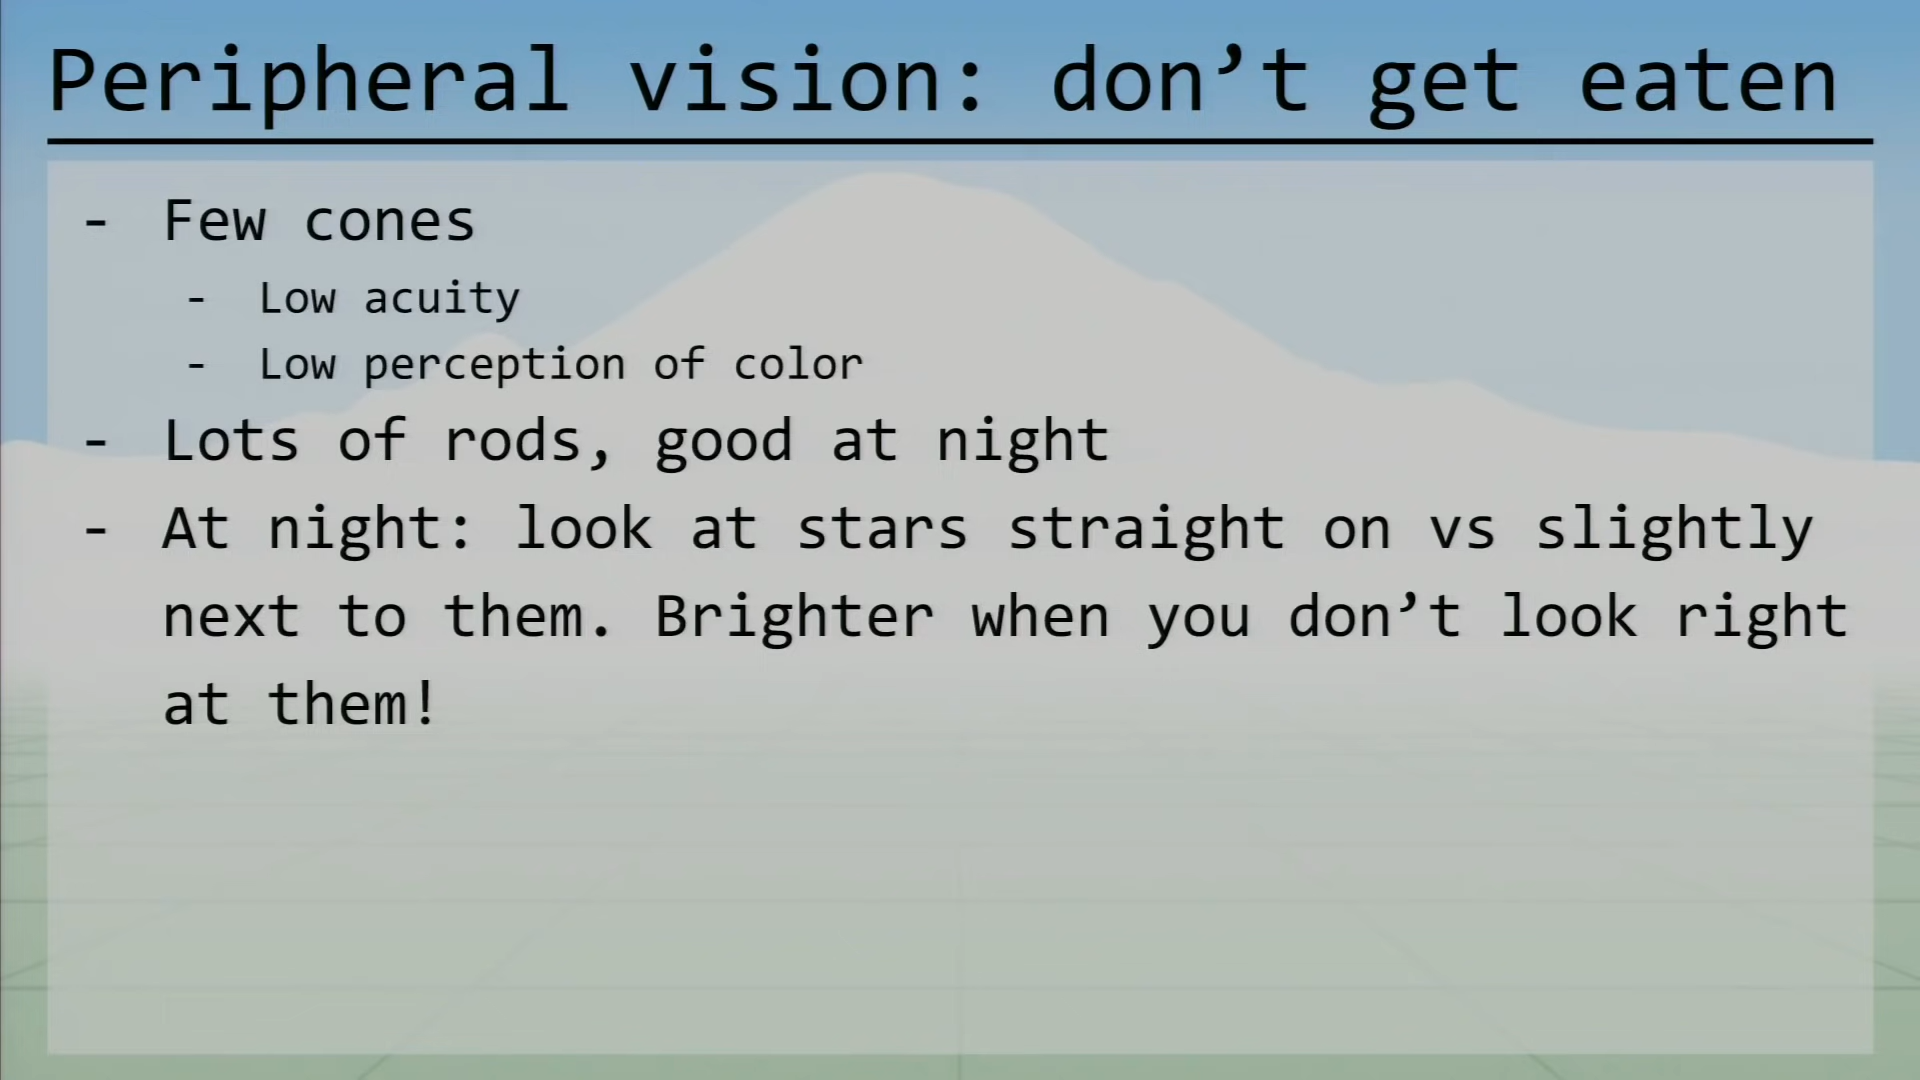 Peripheral vision: don’t get eaten
- Few cones
- Low acuity
- Low perception of color
- Lots of rods, good at night
- At night: look at stars straight on vs slightly
next to them. Brighter when you don’t look right
at them!